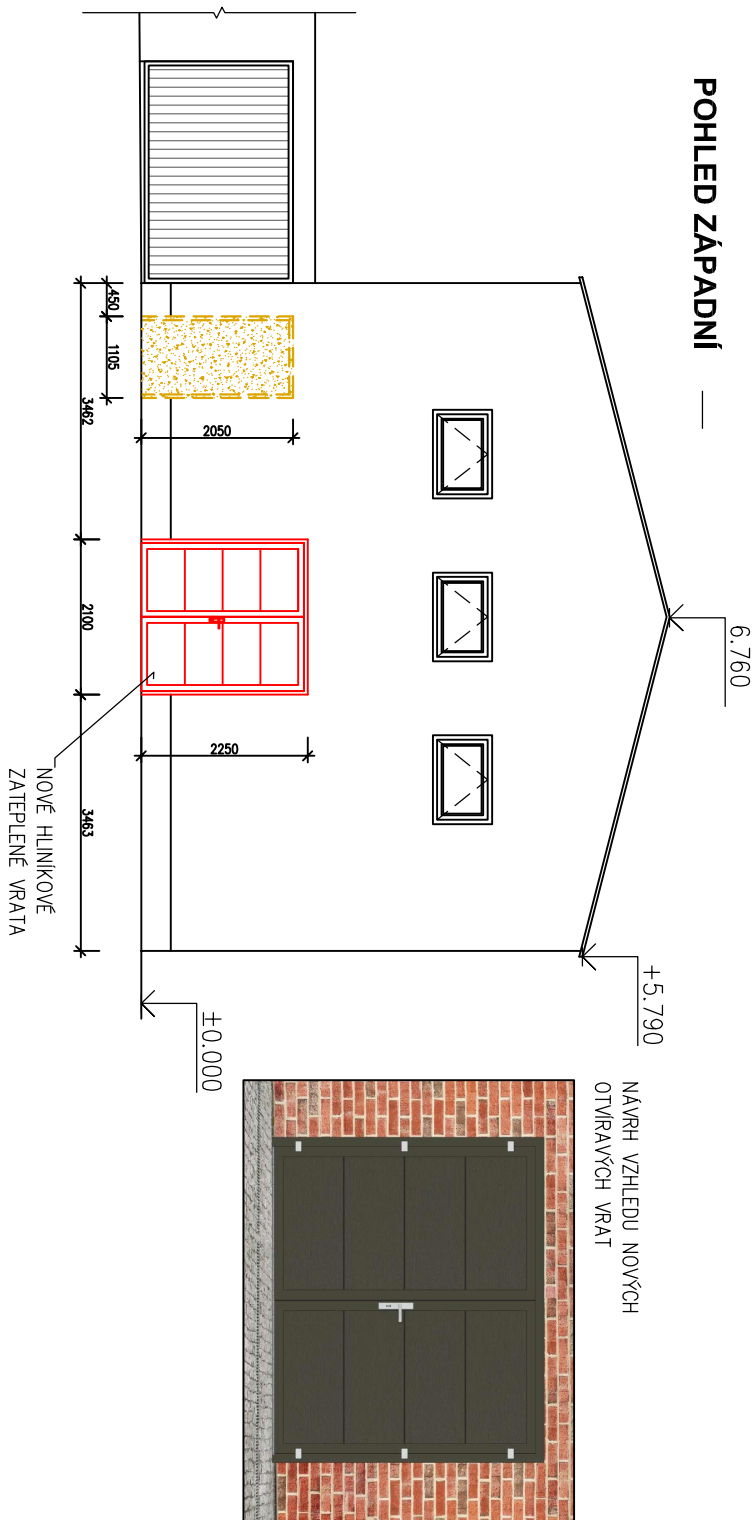 POHLED ZÁPADNÍ
6.760
+5.790
±0.000
450
1105
2050
3462
2100
3463
2250
NOVÉ HLINÍKOVÉ
ZATEPLENÉ VRATA
NÁVRH VZHLEDU NOVÝCH
OTVÍRAVÝCH VRAT